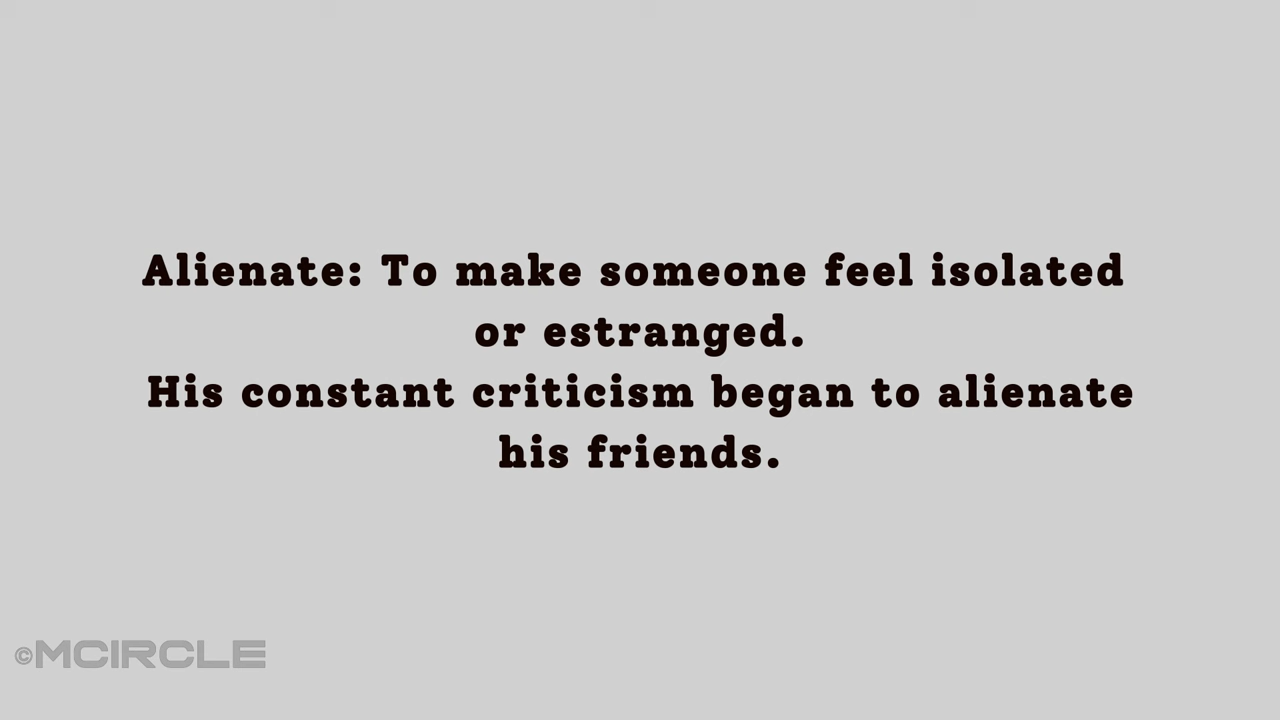 Alienate: To make someone feel isolated
or estranged.
His constant criticism began to alienate
his friends.
©MCIRCLE